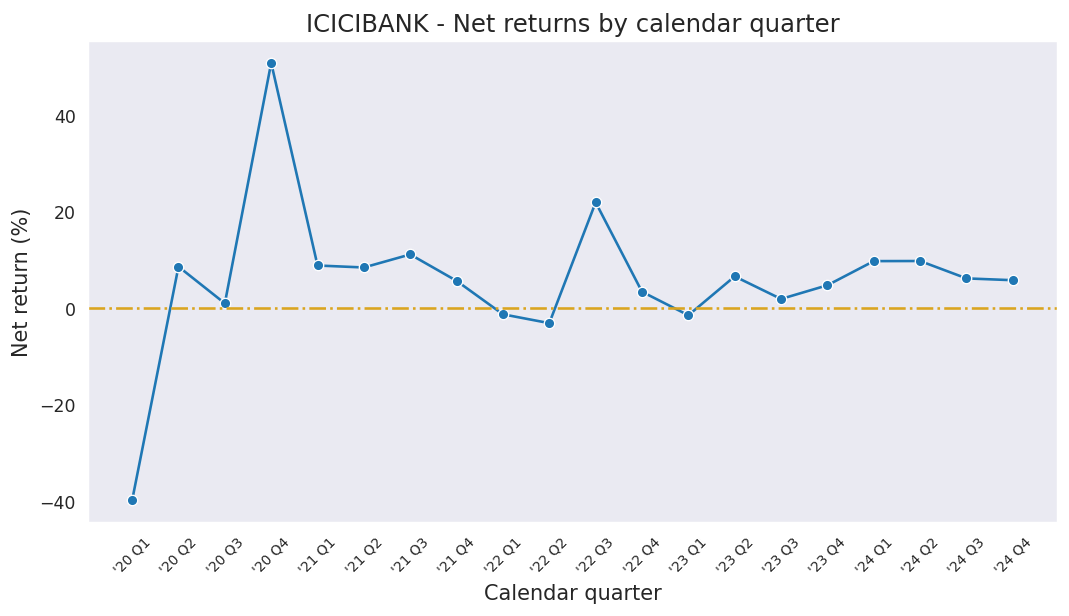 ICICIBANK - Net returns by calendar quarter
Net return (%)
40
20
0
−20
−40
'20 Q1
'20 Q2
'20 Q3
'20 Q4
'21 Q1
'21 Q2
'21 Q3
'21 Q4
'22 Q1
'22 Q2
'22 Q3
'22 Q4
'23 Q1
'23 Q2
'23 Q3
'23 Q4
'24 Q1
'24 Q2
'24 Q3
'24 Q4
Calendar quarter